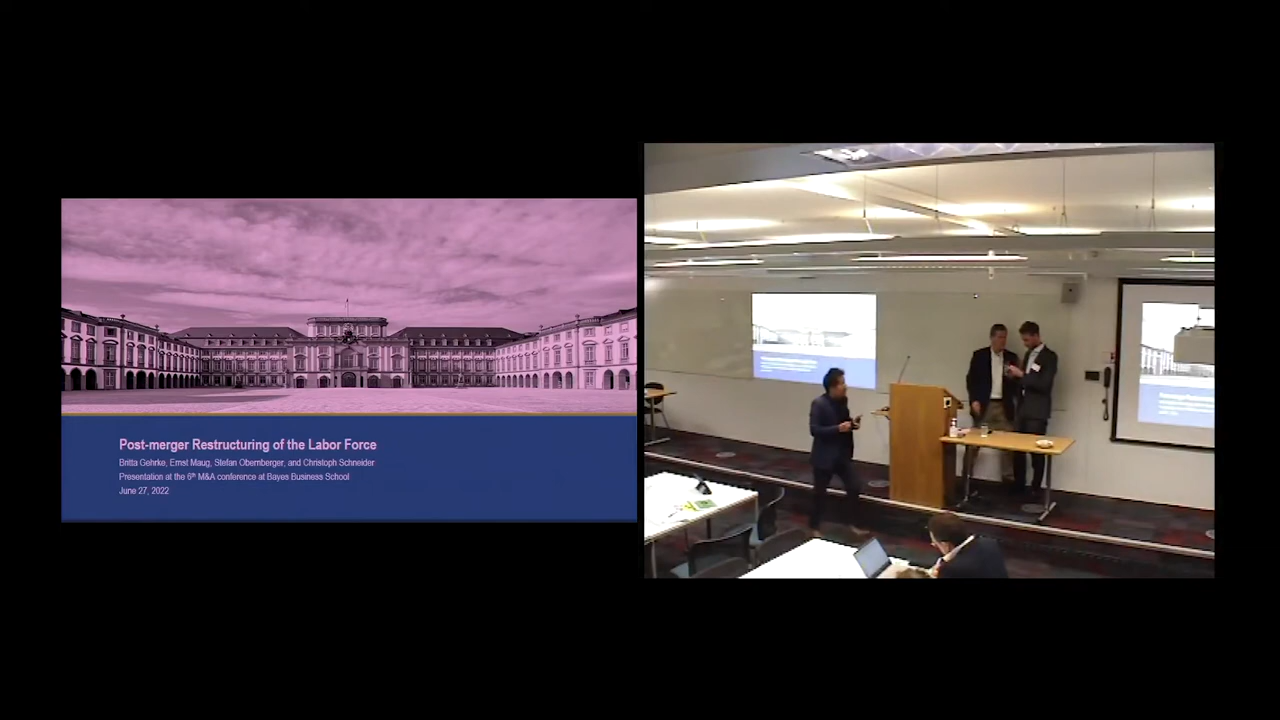 Post-merger Restructuring of the Labor Force
Britta Gehrke, Ernst Maug, Stefan Obernberger, and Christoph Schneider
Presentation at the 6th M&A conference at Bayes Business School
June 27, 2022